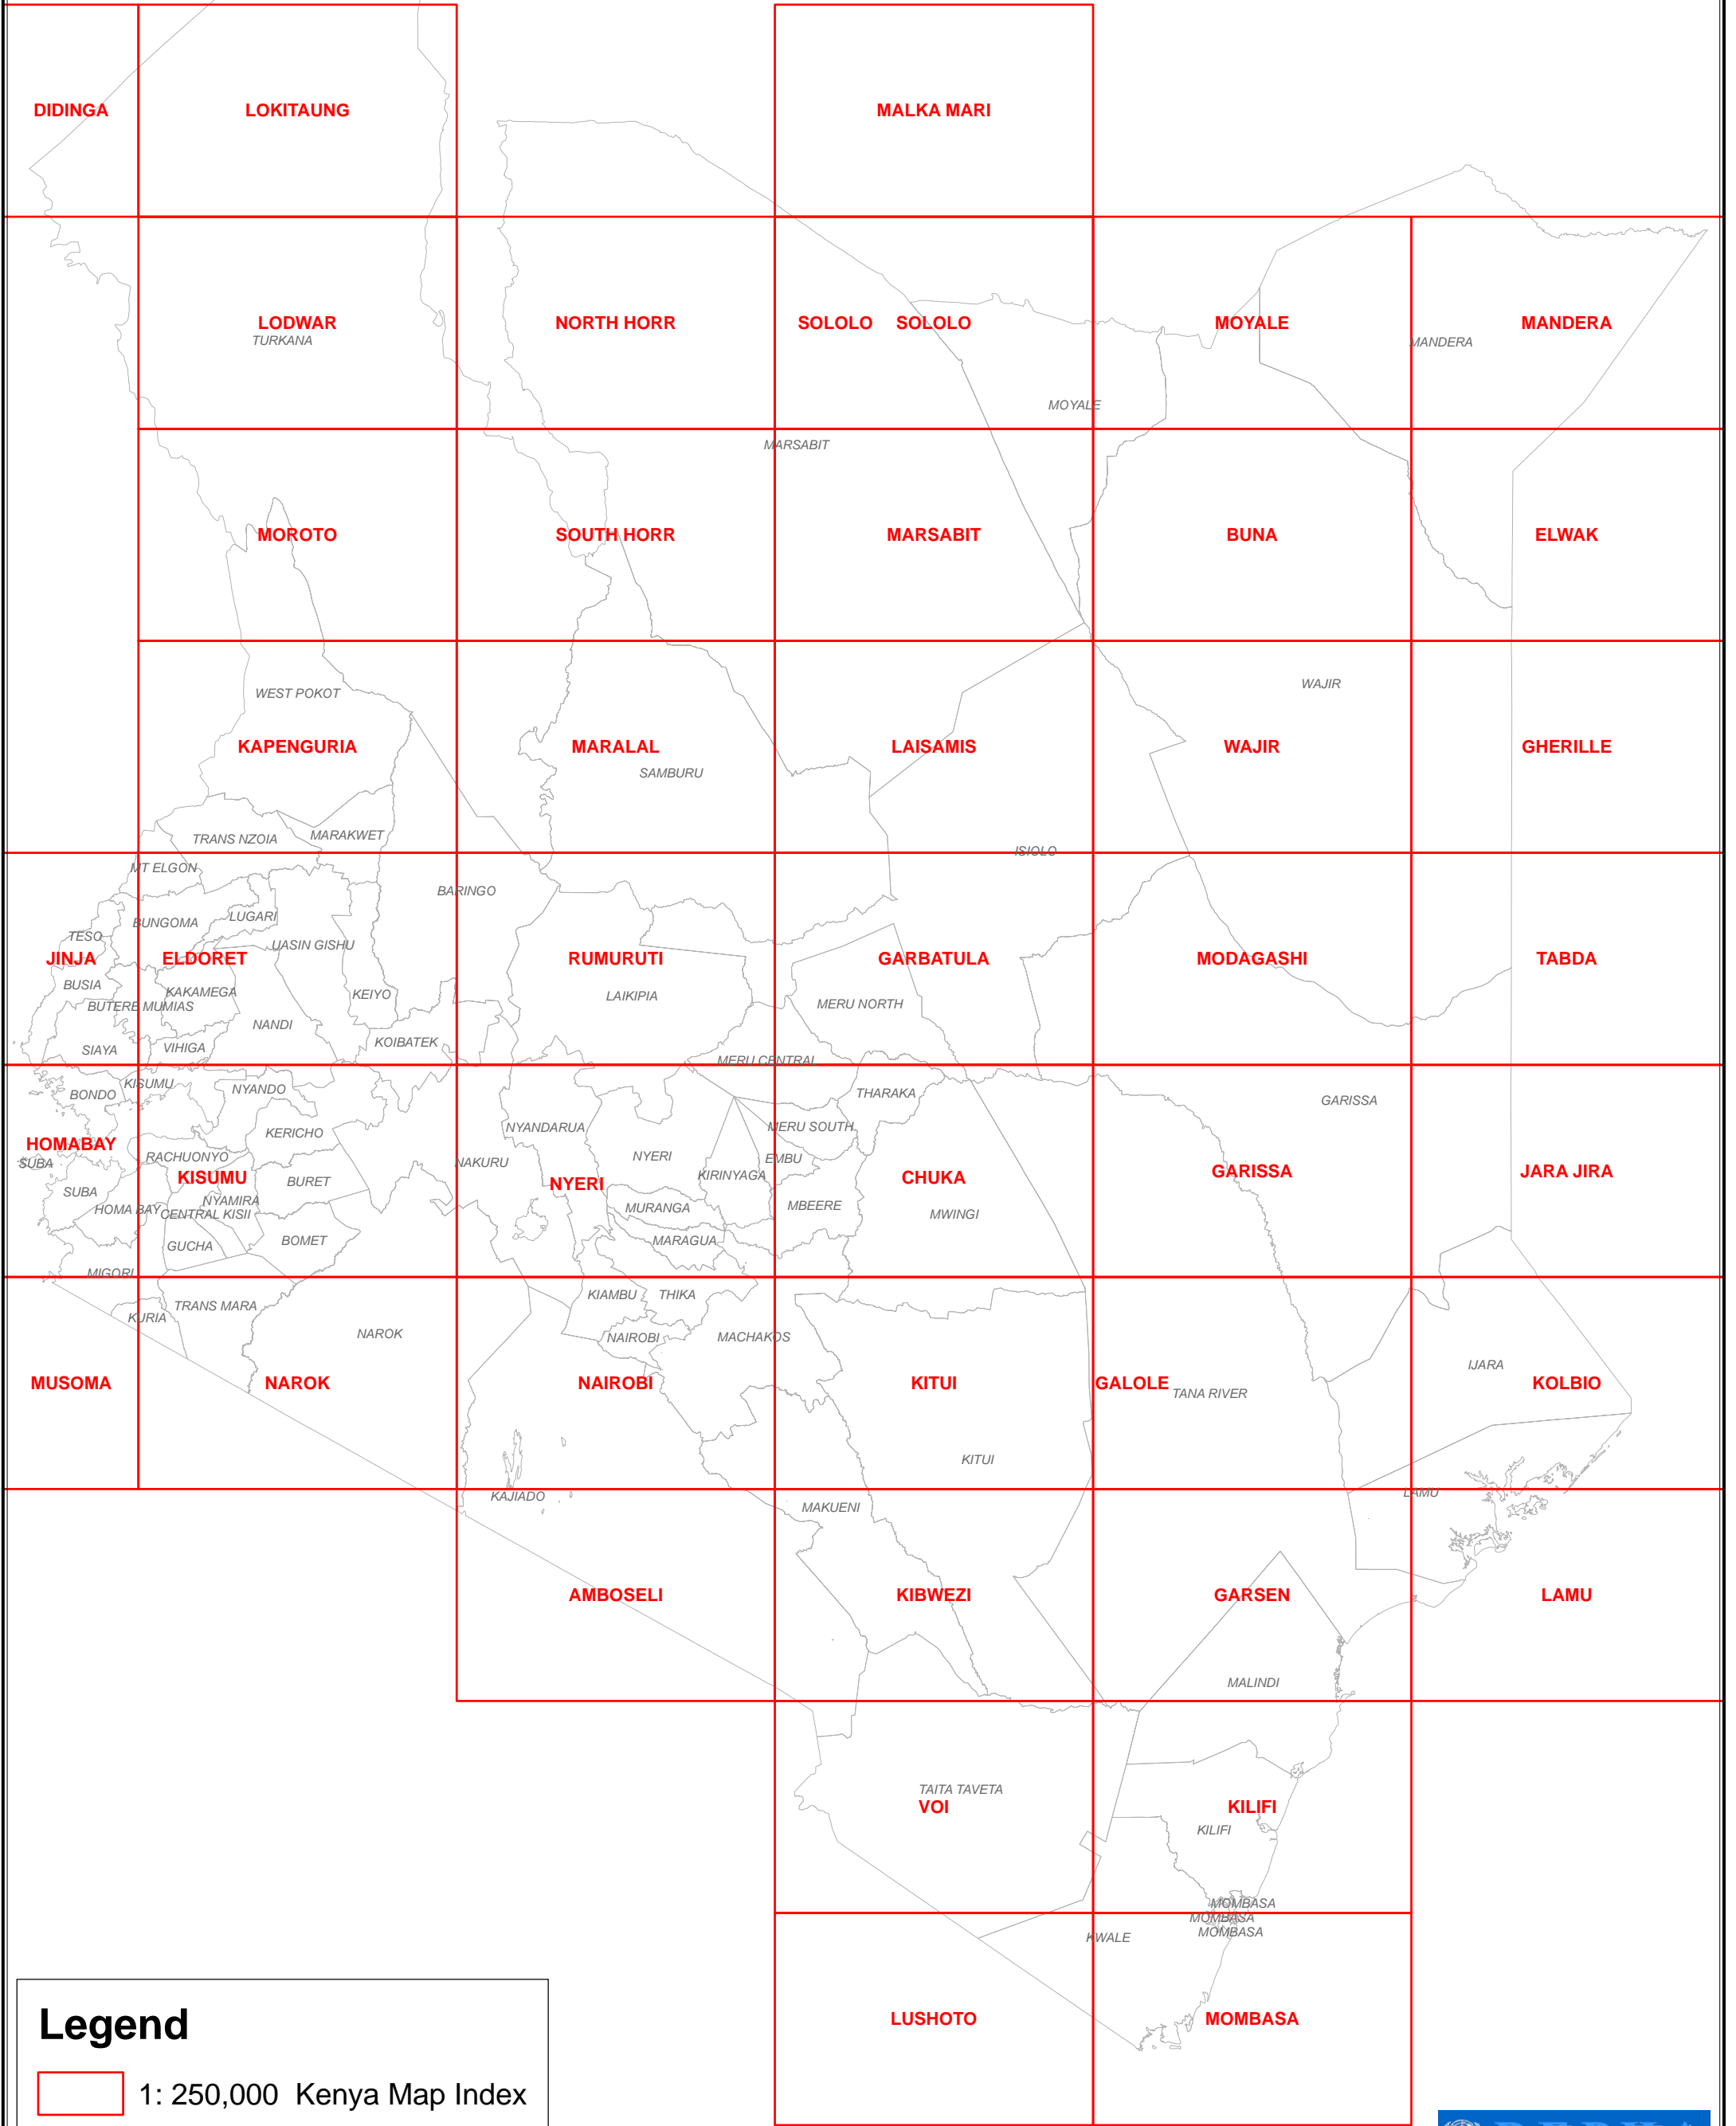 DIDINGA
LOKITAUNG
MALKA MARI
LODWAR
TURKANA
NORTH HORR
SOLOLO
SOLOLO
MOYALE
MANDERA
MANDERA
MOYALE
MARSABIT
MOROTO
SOUTH HORR
MARSABIT
BUNA
ELWAK
WEST POKOT
WAJIR
KAPENGURIA
MARALAL
LAISAMIS
WAJIR
GHERILLE
SAMBURU
TRANS NZOIA
MARAKWET
ISIOLO
MT ELGON
BARINGO
BUNGOMA
LUGARI
TESO
UASIN GISHU
JINJA
ELDORET
RUMURUTI
GARBATULA
MODAGASHI
TABDA
BUSIA
KAKAMEGA
KEIYO
LAIKIPIA
BUTERE MUMIAS
MERU NORTH
NANDI
SIAYA
VIHIGA
KOIBATEK
MERU CENTRAL
BONDO
KISUMU
NYANDO
THARAKA
GARISSA
HOMABAY
KERICHO
NYANDARUA
MERU SOUTH
SUBA
RACHUONYO
NAKURU
NYERI
EMBU
KISUMU
BURET
NYERI
KIRINYAGA
CHUKA
GARISSA
JARA JIRA
SUBA
NYAMIRA
MURANGA
MBEERE
HOMA BAY
CENTRAL KISII
MWINGI
GUCHA
BOMET
MARAGUA
MIGORI
KIAMBU
THIKA
TRANS MARA
KURIA
NAROK
NAIROBI
MACHAKOS
IJARA
MUSOMA
NAROK
NAIROBI
KITUI
GALOLE
TANA RIVER
KOLBIO
KITUI
KAJIADO
MAKUENI
LAMU
AMBOSELI
KIBWEZI
GARSEN
LAMU
MALINDI
TAITA TAVETA
VOI
KILIFI
KILIFI
MOMBASA
MOMBASA
MOMBASA
KWALE
LUSHOTO
MOMBASA
Legend
1: 250,000 Kenya Map Index